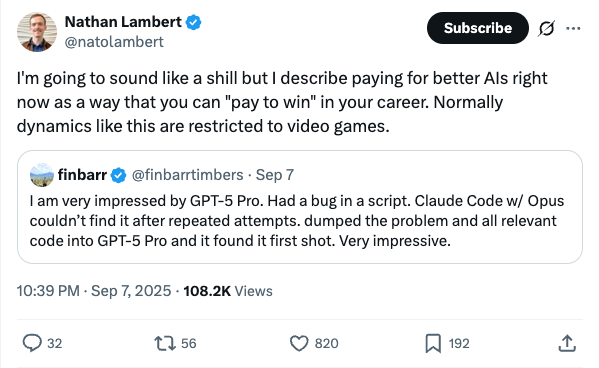 Nathan Lambert
@natolambert
Subscribe
I'm going to sound like a shill but I describe paying for better AIs right
now as a way that you can "pay to win" in your career. Normally
dynamics like this are restricted to video games.
finbarr @finbarrtimbers · Sep 7
I am very impressed by GPT-5 Pro. Had a bug in a script. Claude Code w/ Opus
couldn't find it after repeated attempts. dumped the problem and all relevant
code into GPT-5 Pro and it found it first shot. Very impressive.
10:39 PM · Sep 7, 2025 · 108.2K Views
32 56 820 192